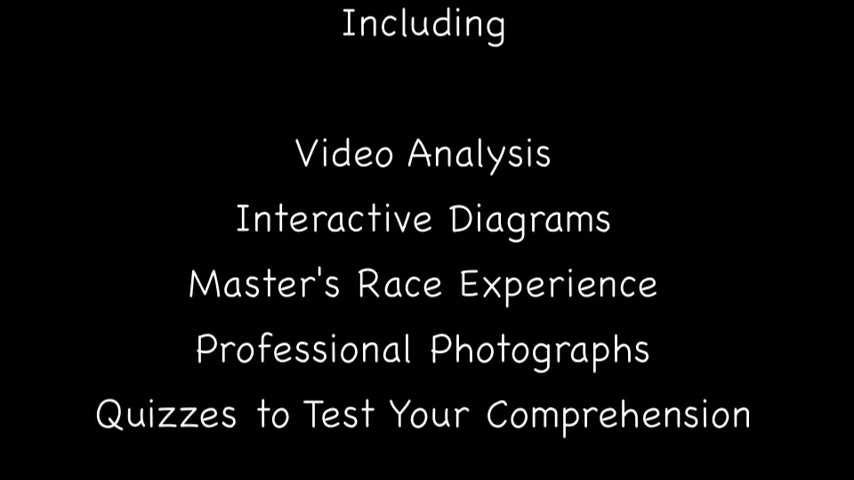 Including
Video Analysis
Interactive Diagrams
Master's Race Experience
Professional Photographs
Quizzes to Test Your Comprehension